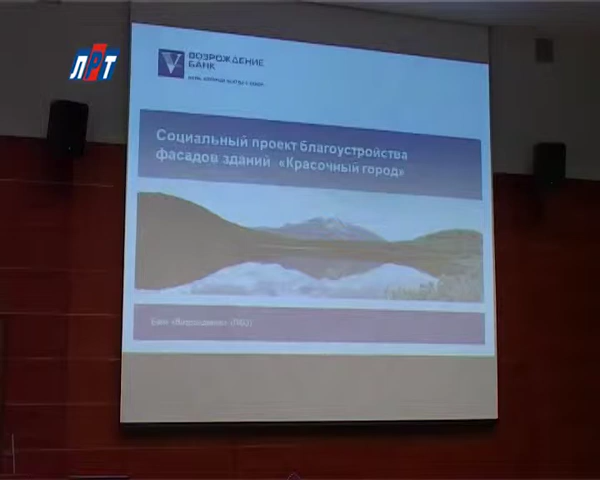 ЛРТ
ВОЗРОЖДЕНИЕ
БАНК
Социальный проект благоустройства
фасадов зданий «Красочный город»
Банк «Возрождение» (ПАО)